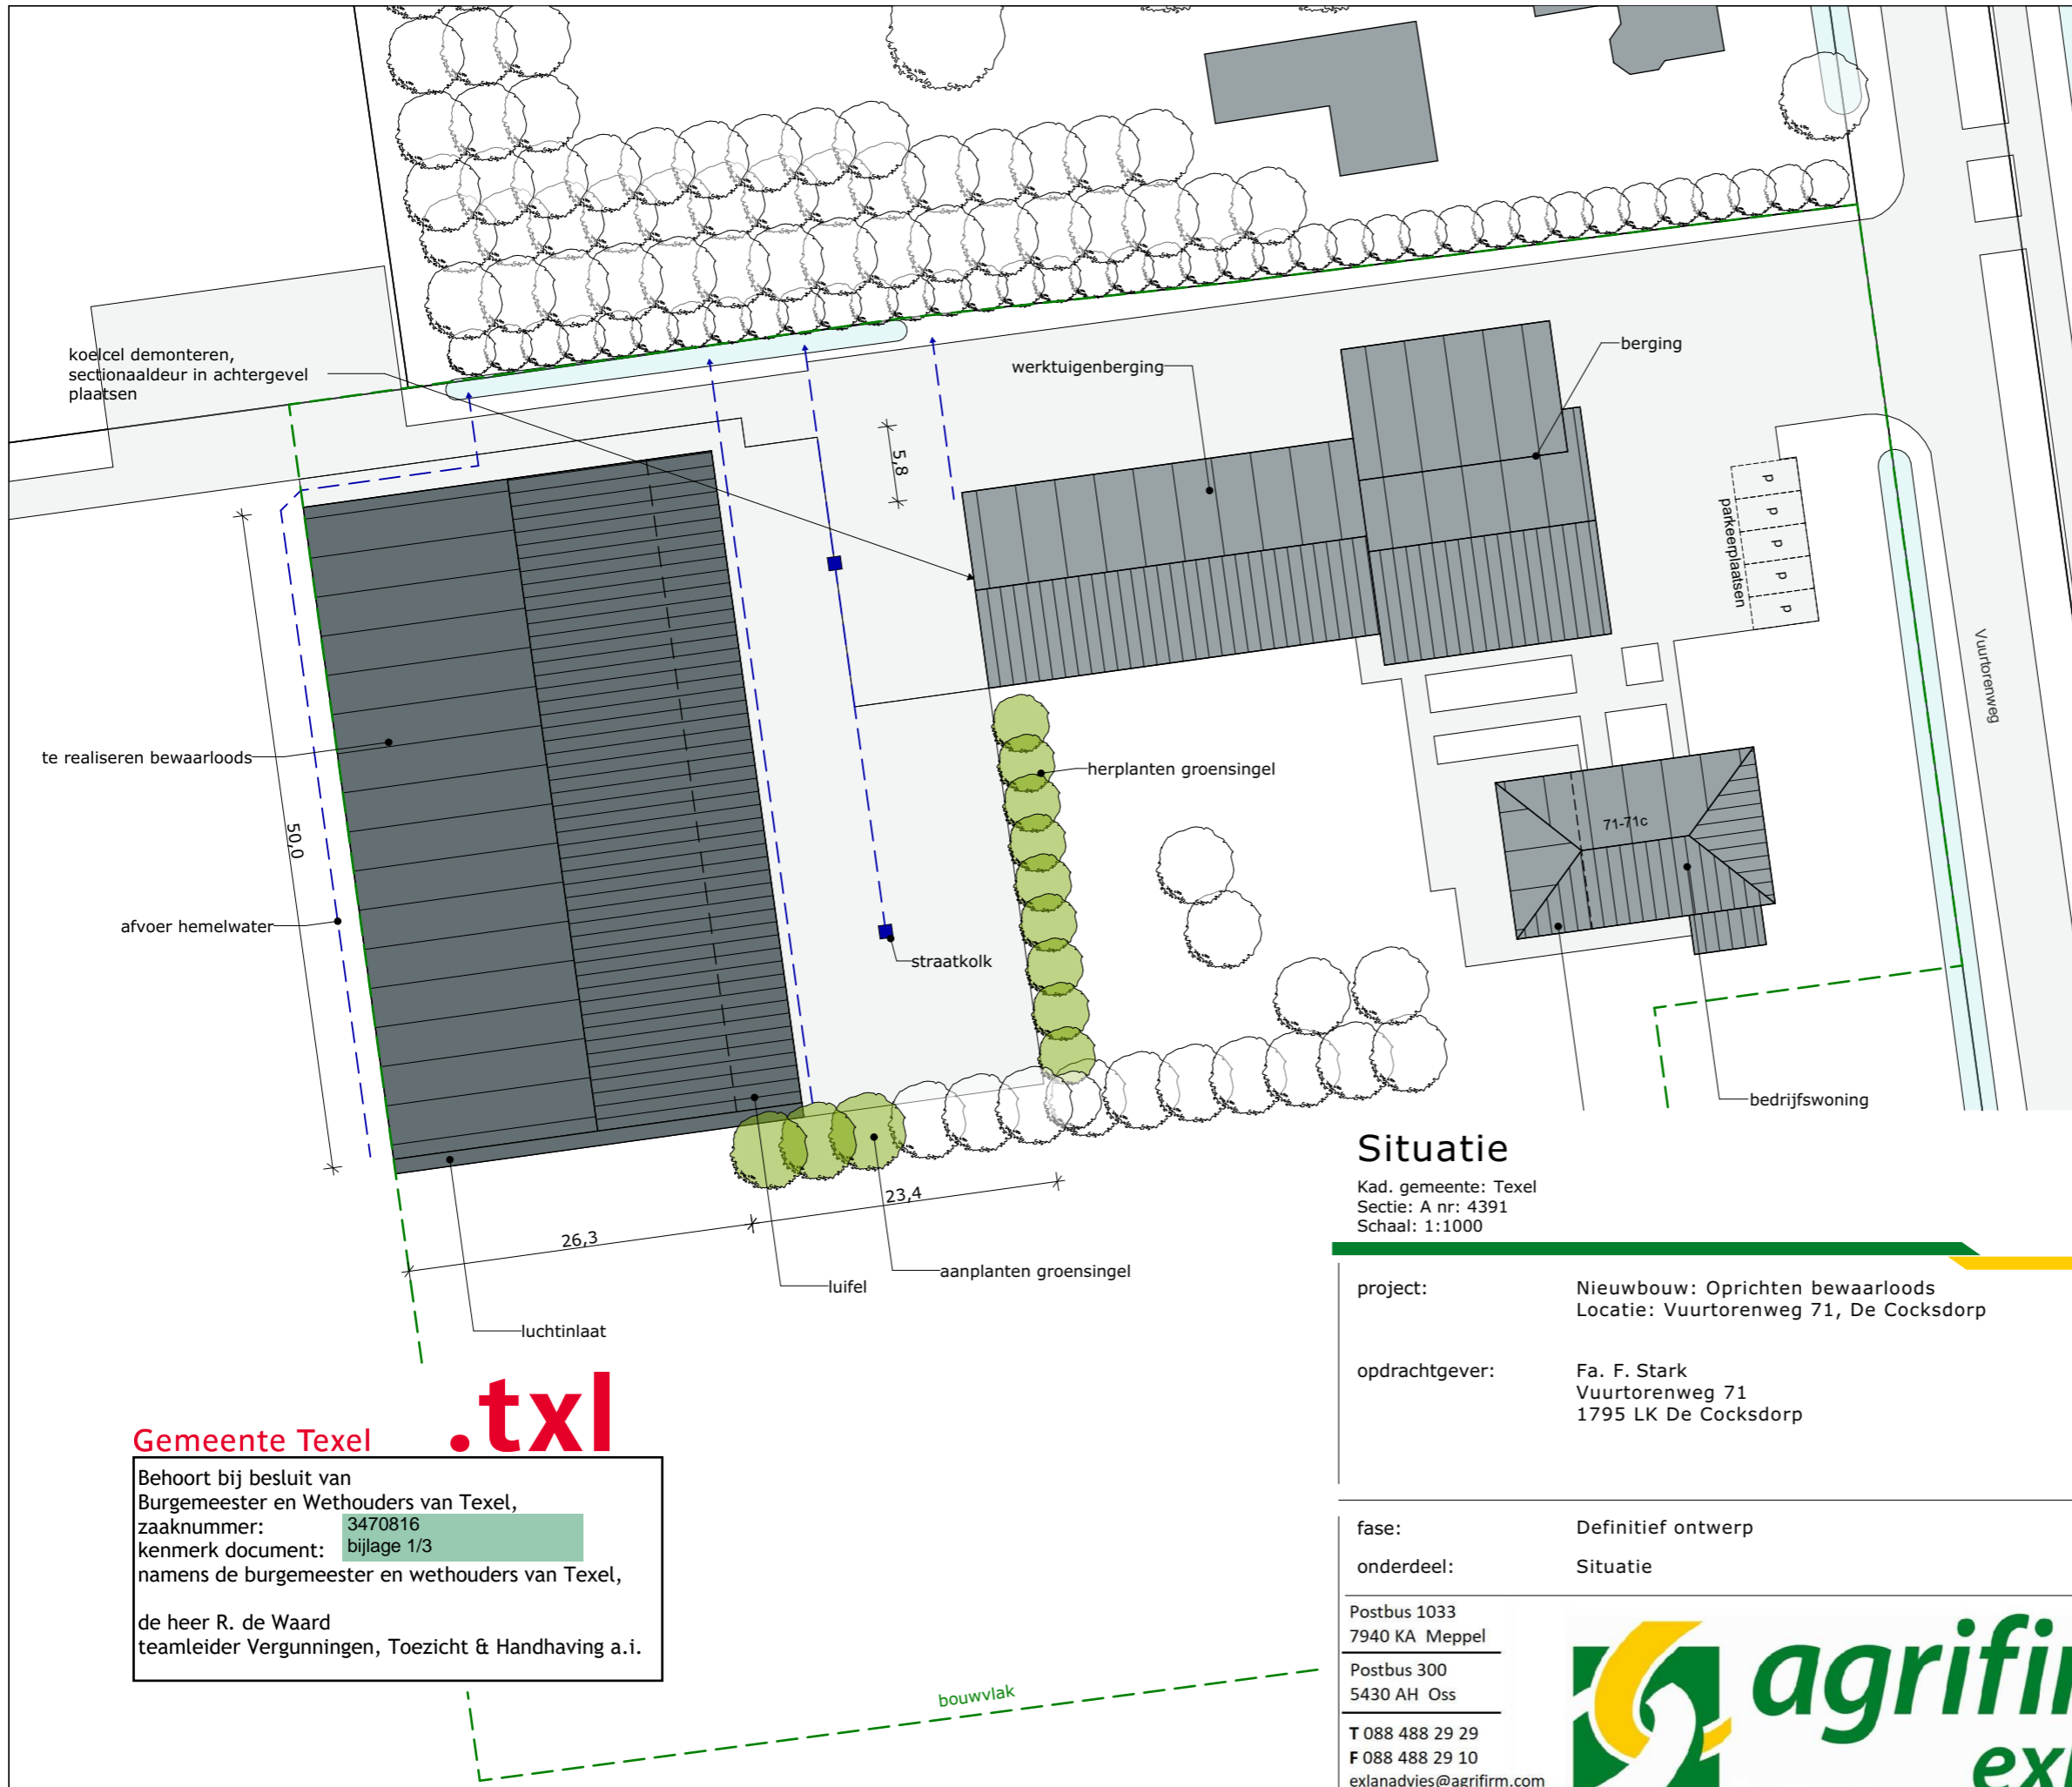 koelcel demonteren,
sectionaaldeur in achtergevel
plaatsen
werktuigenberging
berging
5,8
p
p
p
p
p
parkeerplaatsen
Vuurtorenweg
te realiseren bewaarloods
herplanten groensingel
50,0
71-71c
afvoer hemelwater
straatkolk
bedrijfswoning
23,4
26,3
aanplanten groensingel
luifel
luchtinlaat
Situatie
Kad. gemeente: Texel
Sectie: A nr: 4391
Schaal: 1:1000
project: Nieuwbouw: Oprichten bewaarloods
Locatie: Vuurtorenweg 71, De Cocksdorp
opdrachtgever: Fa. F. Stark
Vuurtorenweg 71
1795 LK De Cocksdorp
Gemeente Texel .txl
Behoort bij besluit van
Burgemeester en Wethouders van Texel,
zaaknummer: 3470816
kenmerk document: bijlage 1/3
namens de burgemeester en wethouders van Texel,
de heer R. de Waard
teamleider Vergunningen, Toezicht & Handhaving a.i.
fase: Definitief ontwerp
onderdeel: Situatie
bouwvlak
Postbus 1033
7940 KA Meppel
Postbus 300
5430 AH Oss
T 088 488 29 29
F 088 488 29 10
exlanadvies@agrifirm.com